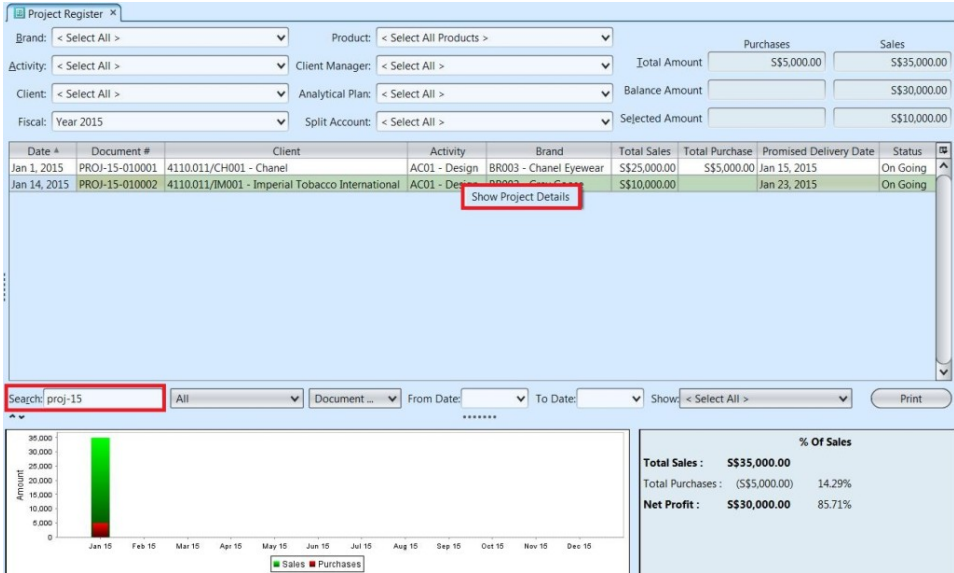 Project Register ×
Brand: < Select All > Product: < Select All Products >
Purchases Sales
Activity: < Select All > Client Manager: < Select All > Total Amount S$5,000.00 S$35,000.00
Client: < Select All > Analytical Plan: < Select All > Balance Amount S$30,000.00
Fiscal: Year 2015 Split Account: < Select All > Selected Amount S$10,000.00
Date Document # Client Activity Brand Total Sales Total Purchase Promised Delivery Date Status
Jan 1, 2015 PROJ-15-010001 4110.011/CH001 - Chanel AC01 - Design BR003 - Chanel Eyewear S$25,000.00 S$5,000.00 Jan 15, 2015 On Going
Jan 14, 2015 PROJ-15-010002 4110.011/IM001 - Imperial Tobacco International AC01 - Design S$10,000.00 Jan 23, 2015 On Going
Show Project Details
Search: proj-15 All Document ... From Date: To Date: Show: < Select All > Print
% Of Sales
Total Sales : S$35,000.00
Total Purchases : (S$5,000.00) 14.29%
Net Profit : S$30,000.00 85.71%
Amount
35,000
30,000
25,000
20,000
15,000
10,000
5,000
0
Jan 15 Feb 15 Mar 15 Apr 15 May 15 Jun 15 Jul 15 Aug 15 Sep 15 Oct 15 Nov 15 Dec 15
Sales Purchases